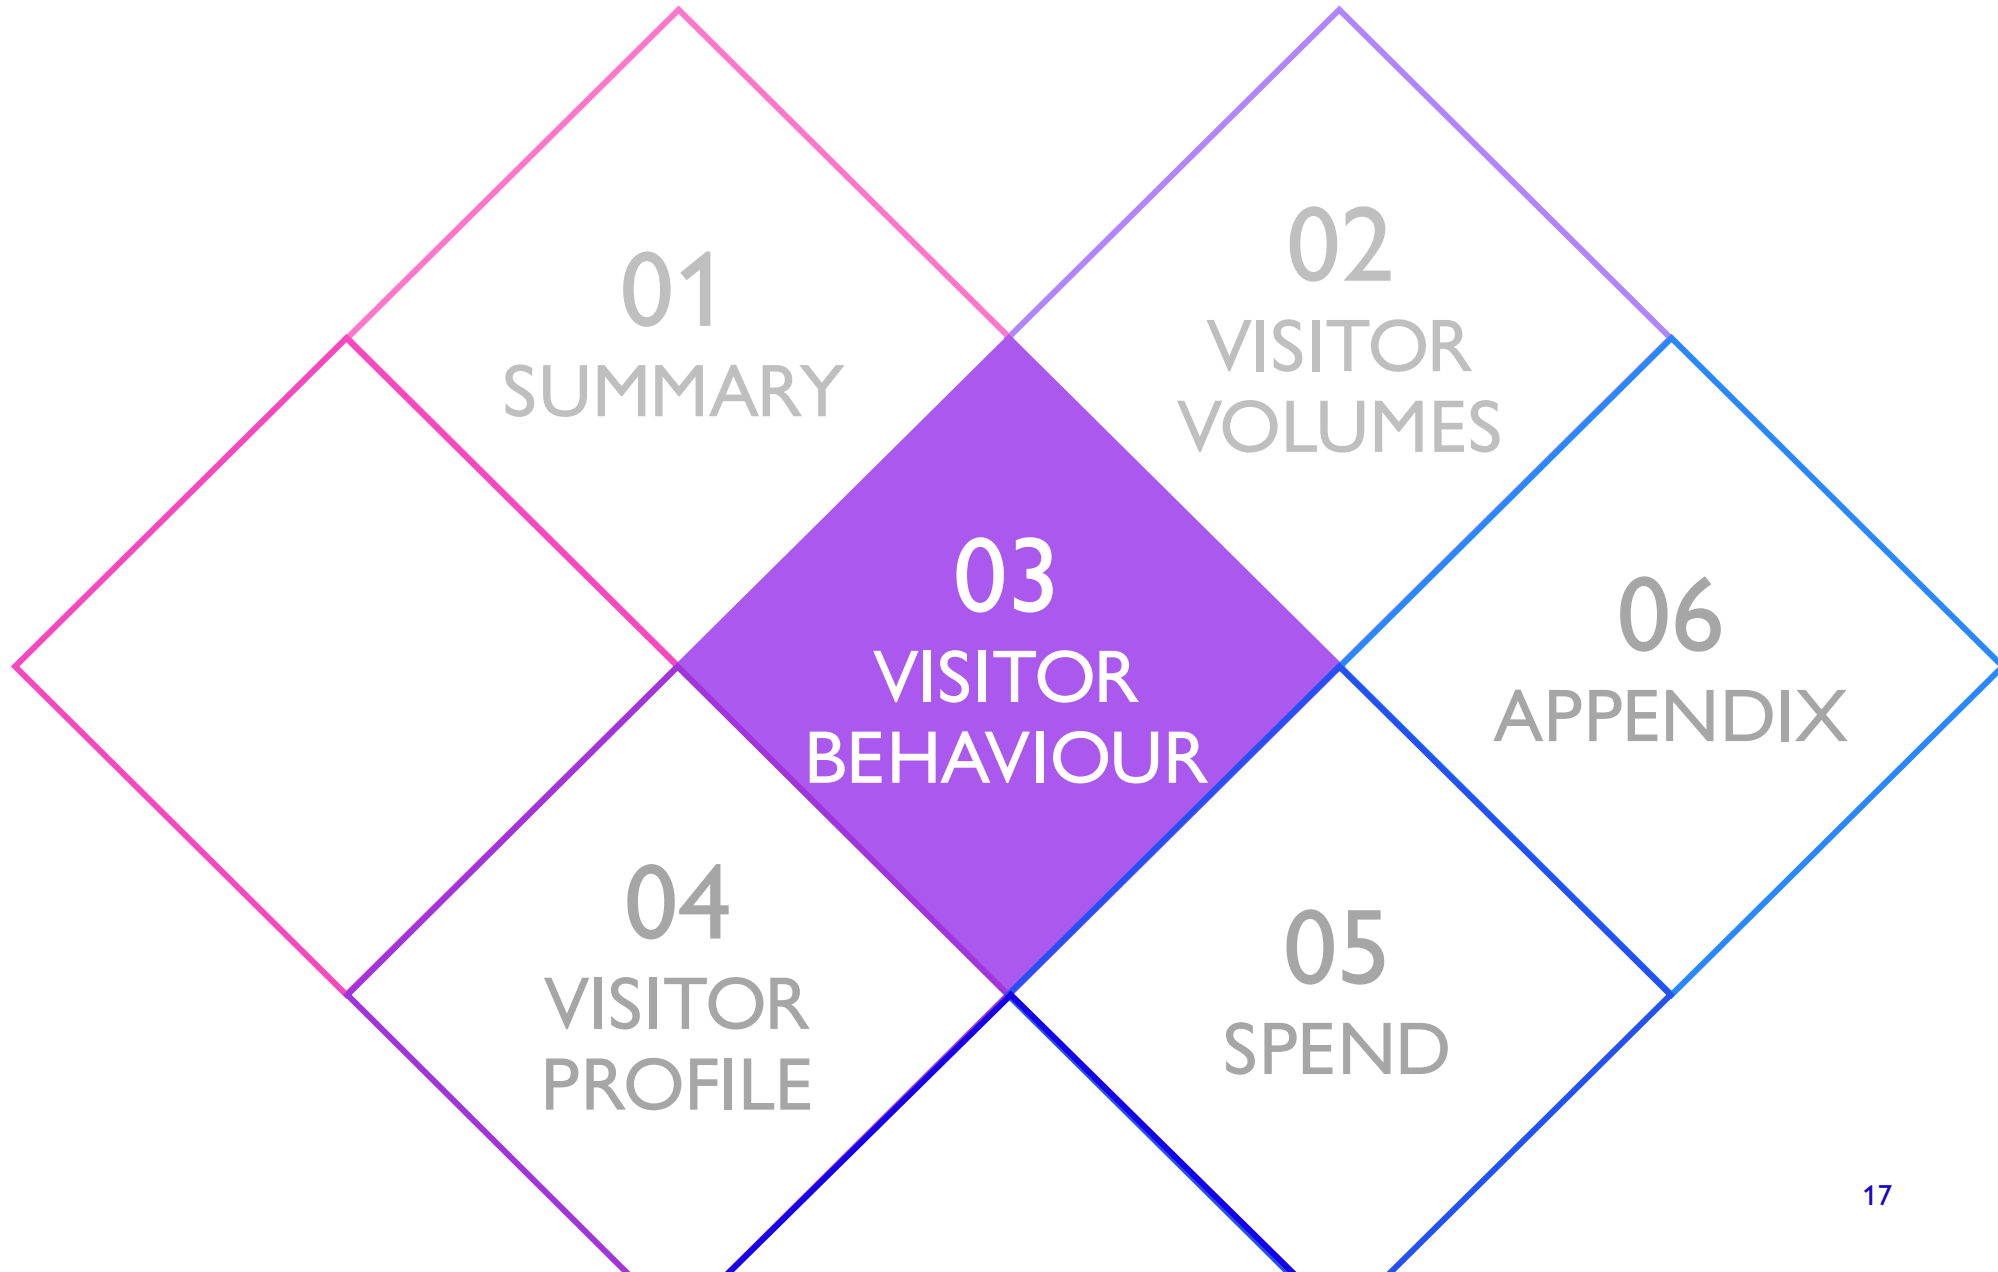 01
SUMMARY
02
VISITOR
VOLUMES
03
VISITOR
BEHAVIOUR
04
VISITOR
PROFILE
05
SPEND
06
APPENDIX
17